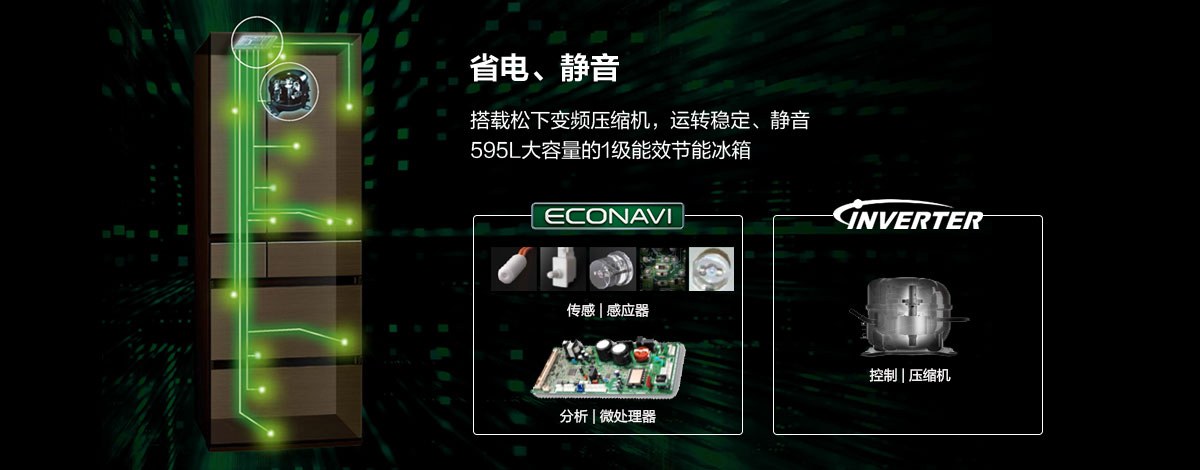 省电、静音
搭载松下变频压缩机，运转稳定、静音
595L大容量的1级能效节能冰箱
ECONAVI
传感 | 感应器
分析 | 微处理器
INVERTER
控制 | 压缩机